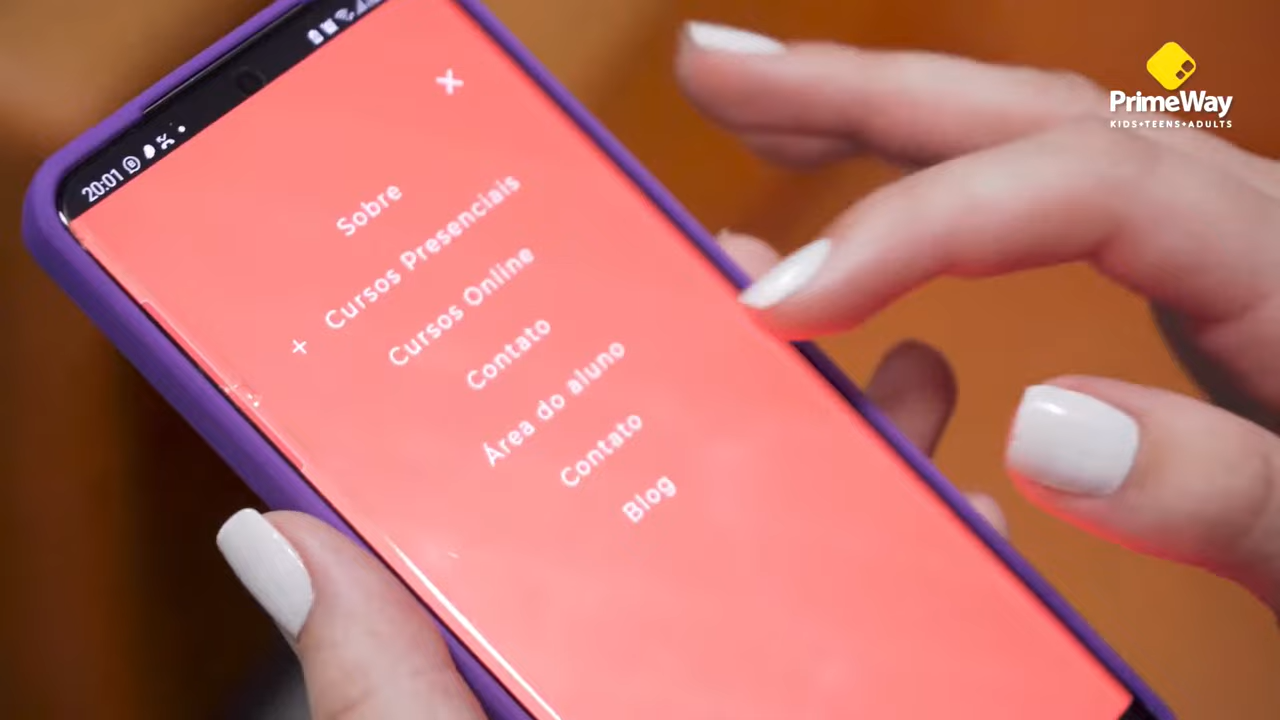 20:01
×
Sobre
+ Cursos Presenciais
Cursos Online
Contato
Área do aluno
Contato
Blog
PrimeWay
KIDS+TEENS+ADULTS